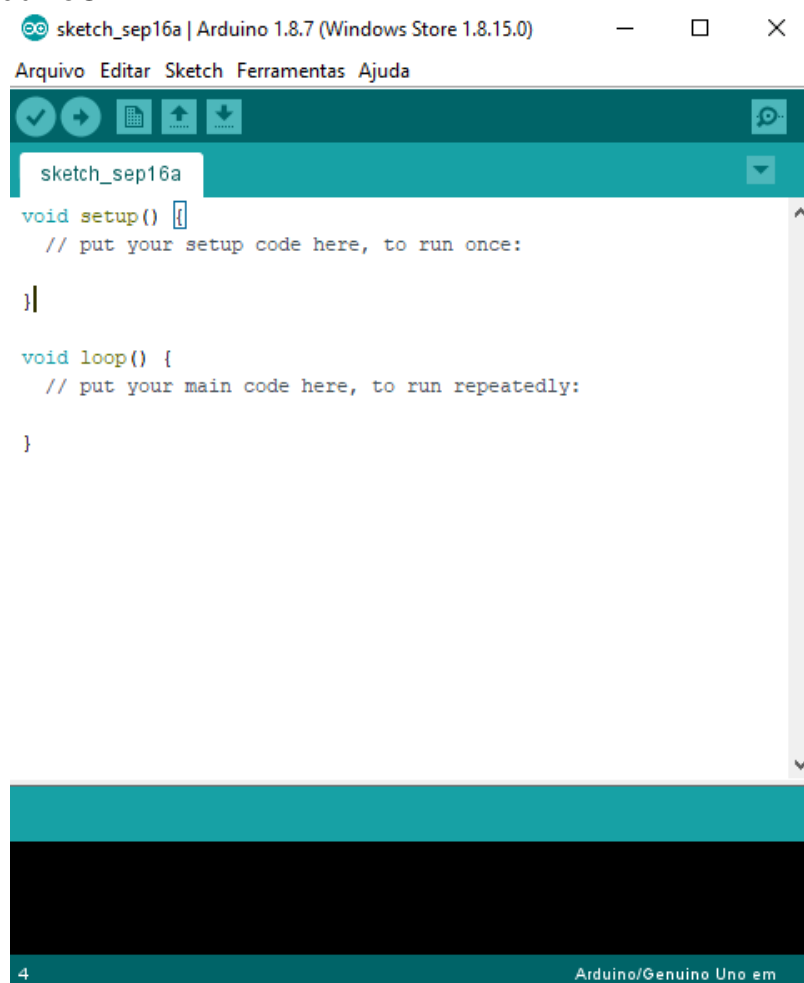 sketch_sep16a | Arduino 1.8.7 (Windows Store 1.8.15.0)
Arquivo Editar Sketch Ferramentas Ajuda
sketch_sep16a
void setup() {
  // put your setup code here, to run once:
}
void loop() {
  // put your main code here, to run repeatedly:
}
4
Arduino/Genuino Uno em